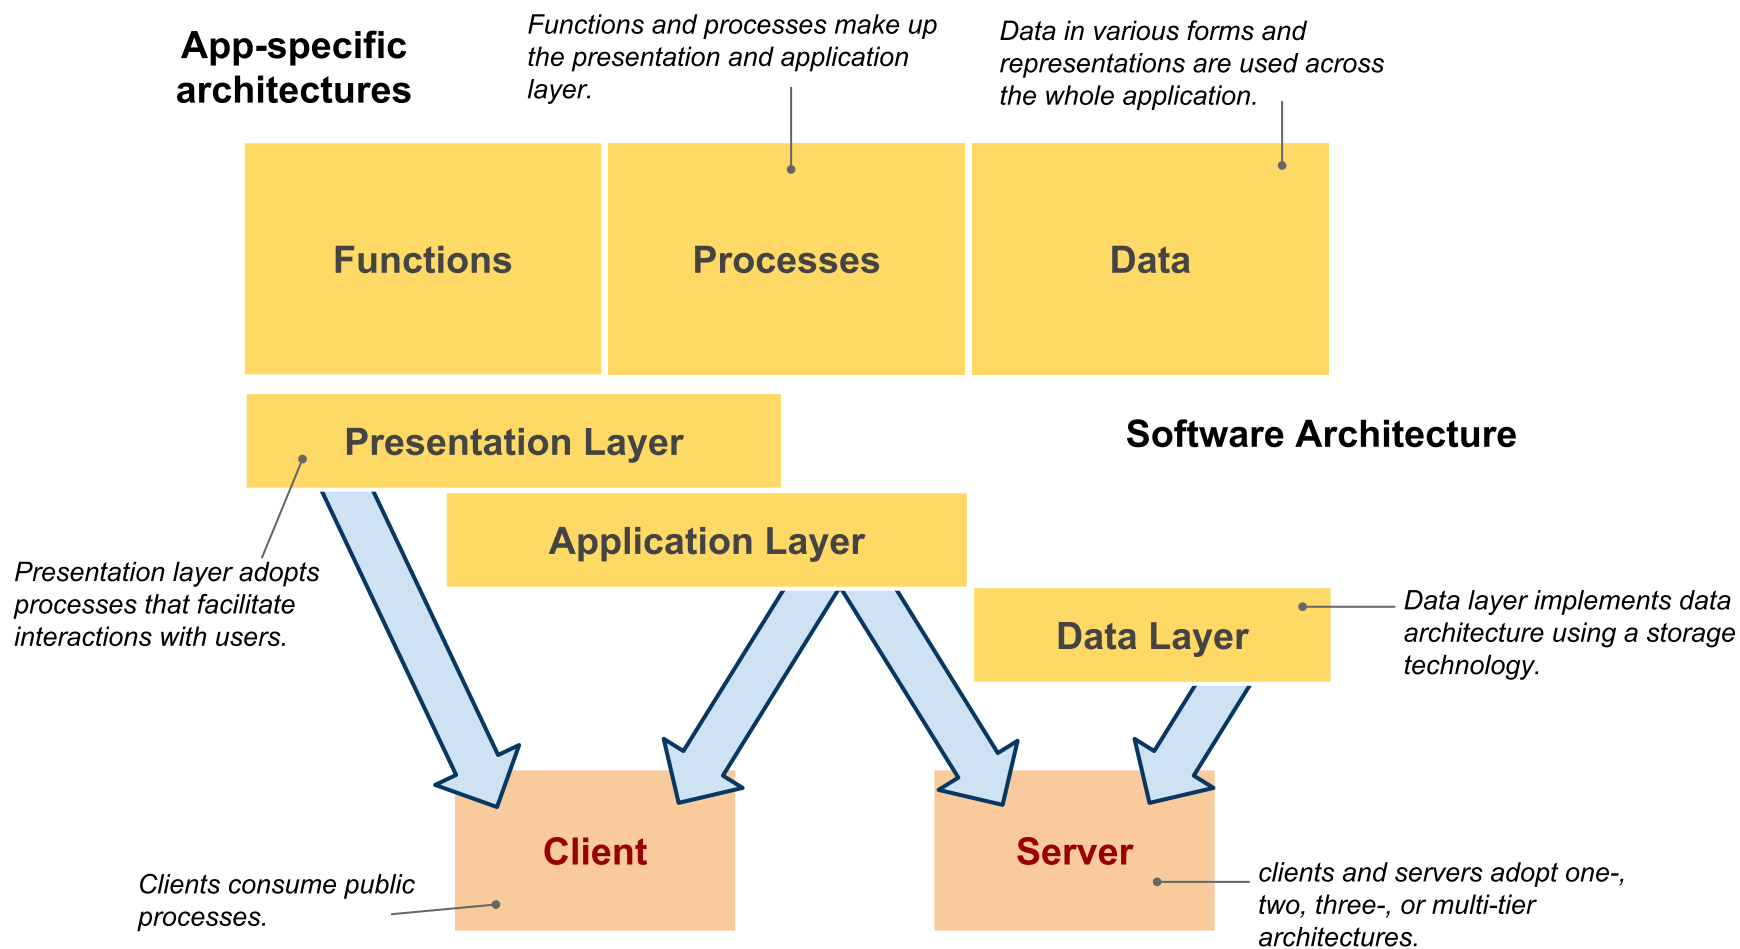 App-specific
architectures
Functions and processes make up
the presentation and application
layer.
Data in various forms and
representations are used across
the whole application.
Functions
Processes
Data
Presentation Layer
Software Architecture
Application Layer
Presentation layer adopts
processes that facilitate
interactions with users.
Data Layer
Data layer implements data
architecture using a storage
technology.
Client
Server
Clients consume public
processes.
clients and servers adopt one-,
two, three-, or multi-tier
architectures.